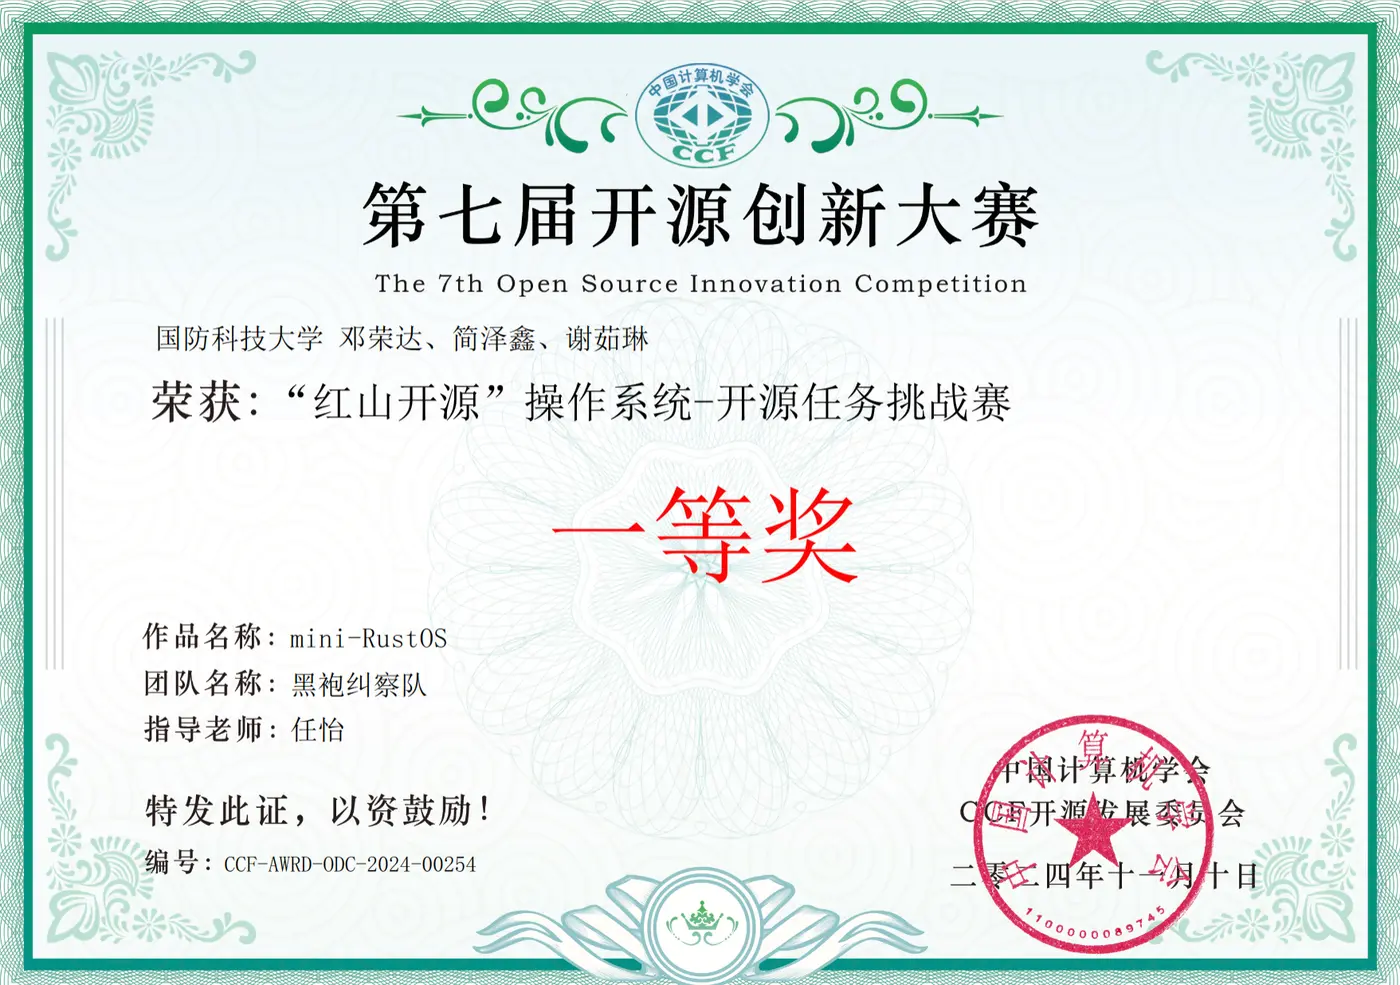 中国计算机学会
CCF
第七届开源创新大赛
The 7th Open Source Innovation Competition
国防科技大学 邓荣达、简泽鑫、谢茹琳
荣获：“红山开源”操作系统-开源任务挑战赛
一等奖
作品名称：mini-RustOS
团队名称：黑袍纠察队
指导老师：任怡
特发此证，以资鼓励！
编号：CCF-AWRD-ODC-2024-00254
中国计算机学会
CCF开源发展委员会
二零二四年十一月十日
中国计算机学会
1100000089745